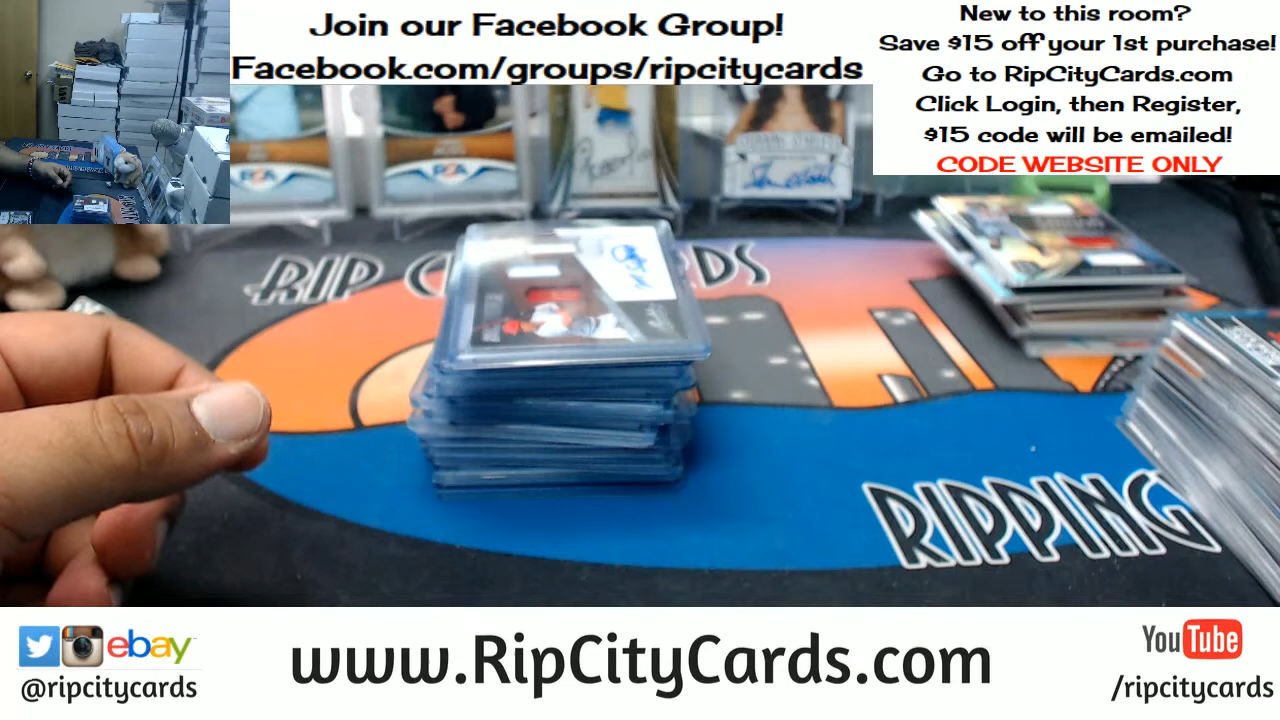 Join our Facebook Group!
Facebook.com/groups/ripcitycards
New to this room?
Save $15 off your 1st purchase!
Go to RipCityCards.com
Click Login, then Register,
$15 code will be emailed!
CODE WEBSITE ONLY
RIPPING
ebay
@ripcitycards
www.RipCityCards.com
YouTube
/ripcitycards